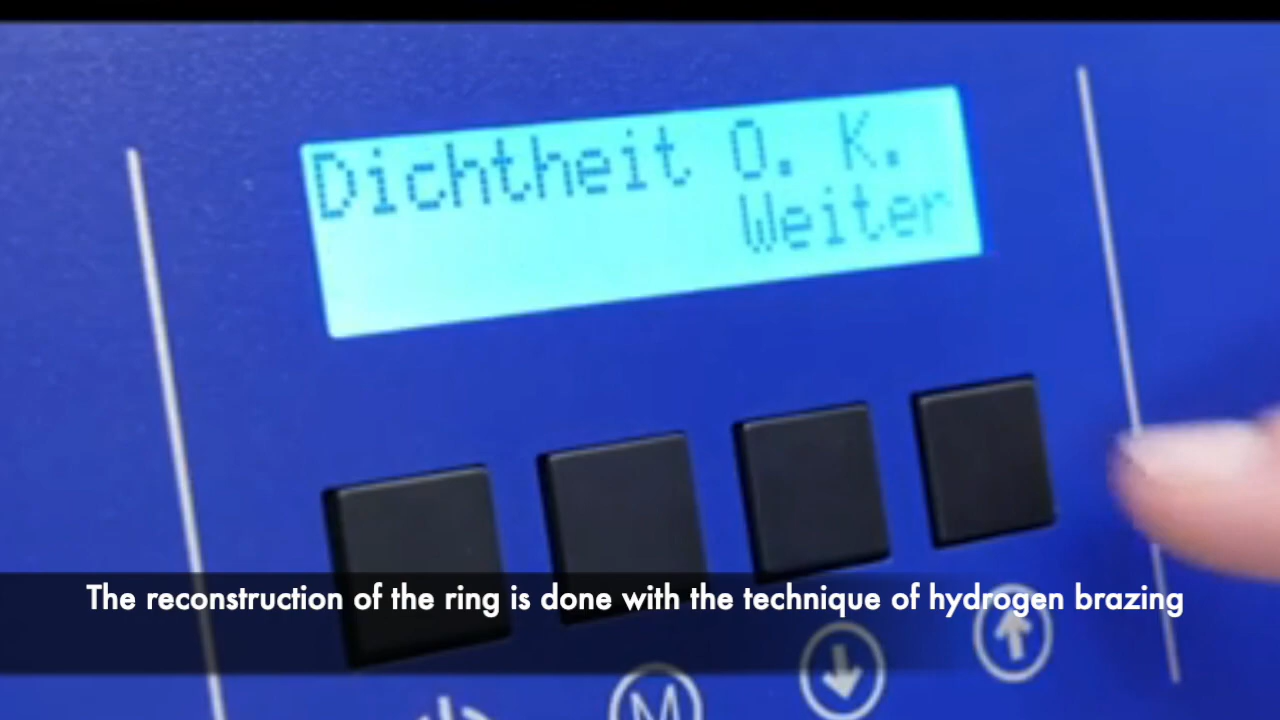 Dichtheit O. K.
Weiter
The reconstruction of the ring is done with the technique of hydrogen brazing
M